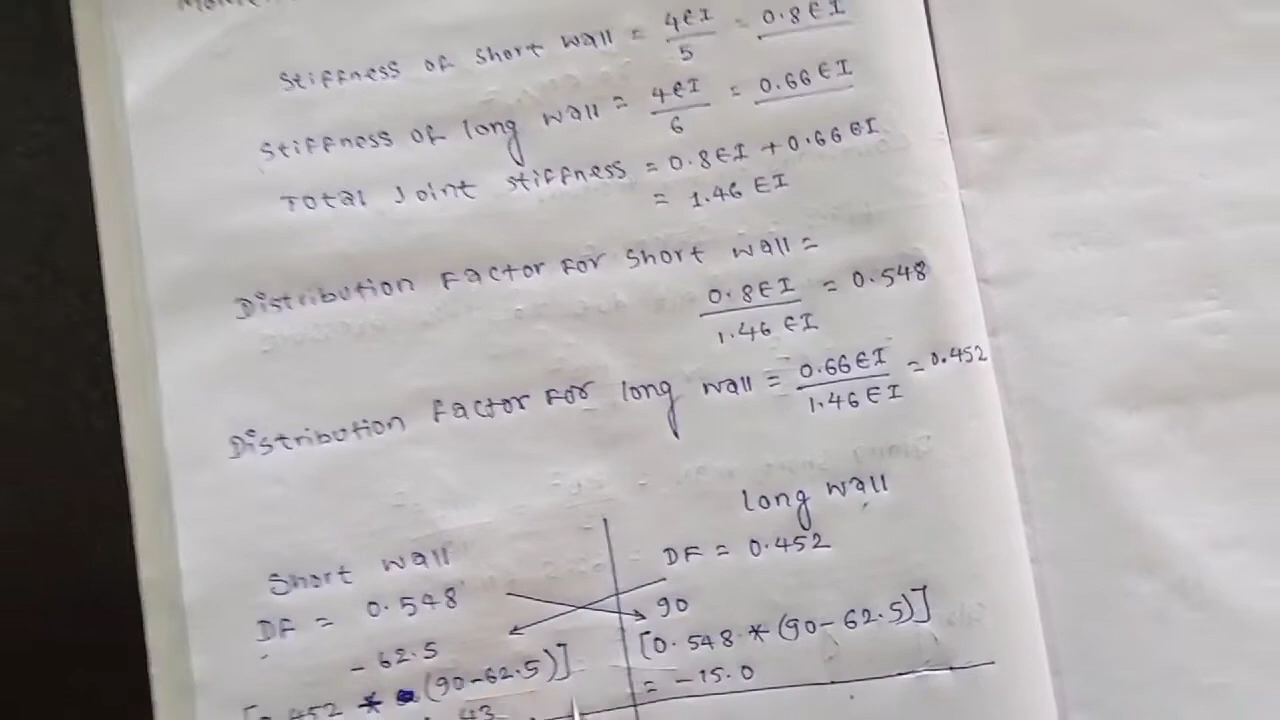 Stiffness of short wall = 4EI/5 = 0.8EI
Stiffness of long wall = 4EI/6 = 0.66EI
Total Joint stiffness = 0.8EI + 0.66EI
= 1.46 EI
Distribution Factor For short wall =
0.8EI/1.46 EI = 0.548
Distribution Factor For long wall = 0.66EI/1.46EI = 0.452
Short wall
long wall
DF = 0.548
DF = 0.452
-62.5
90
* (90-62.5)]
[0.548 * (90-62.5)]
= -15.0
43